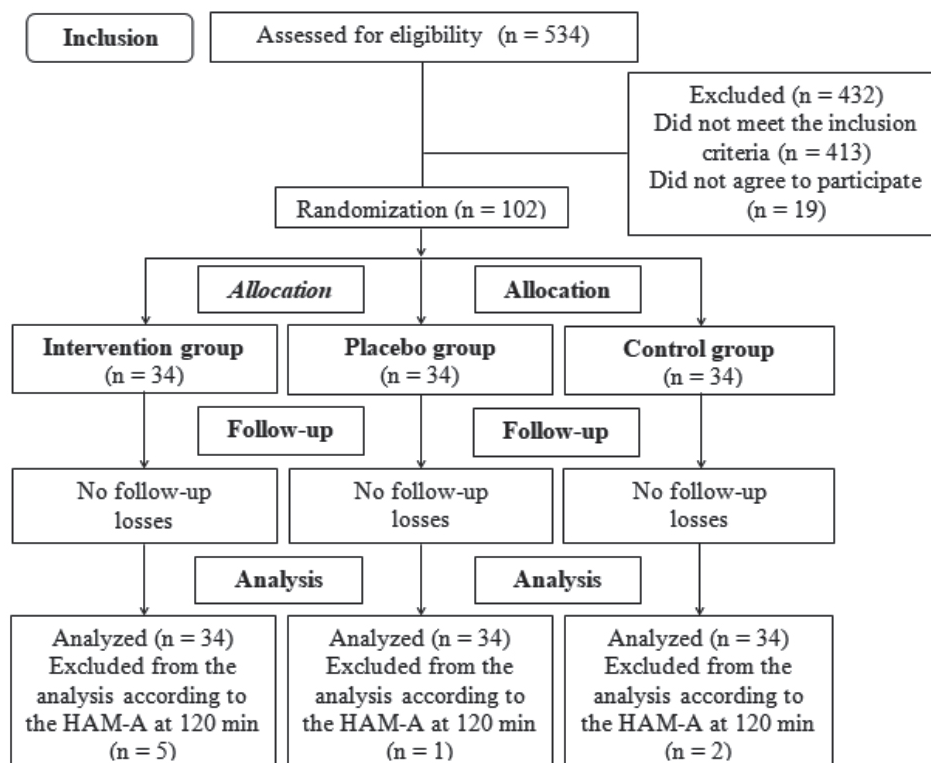 Inclusion
Assessed for eligibility (n = 534)
Excluded (n = 432)
Did not meet the inclusion
criteria (n = 413)
Did not agree to participate
(n = 19)
Randomization (n = 102)
Allocation
Allocation
Intervention group
(n = 34)
Placebo group
(n = 34)
Control group
(n = 34)
Follow-up
Follow-up
No follow-up
losses
No follow-up
losses
No follow-up
losses
Analysis
Analysis
Analyzed (n = 34)
Excluded from the
analysis according to
the HAM-A at 120 min
(n = 5)
Analyzed (n = 34)
Excluded from the
analysis according to
the HAM-A at 120 min
(n = 1)
Analyzed (n = 34)
Excluded from the
analysis according to
the HAM-A at 120 min
(n = 2)